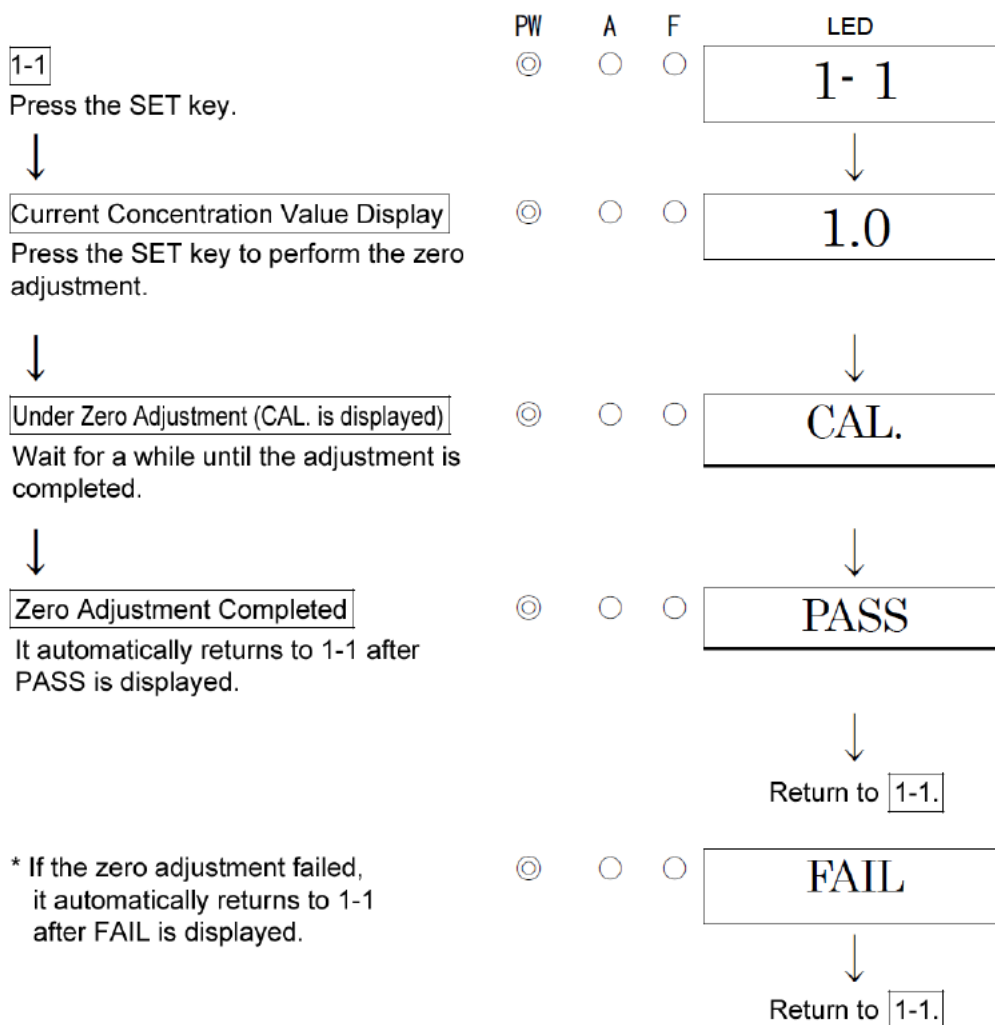 PW A F LED
1-1
1- 1
Press the SET key.
Current Concentration Value Display
1.0
Press the SET key to perform the zero
adjustment.
Under Zero Adjustment (CAL. is displayed)
CAL.
Wait for a while until the adjustment is
completed.
Zero Adjustment Completed
PASS
It automatically returns to 1-1 after
PASS is displayed.
Return to 1-1.
* If the zero adjustment failed,
FAIL
it automatically returns to 1-1
after FAIL is displayed.
Return to 1-1.